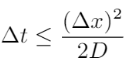 Δt ≤ (Δx)² / 2D